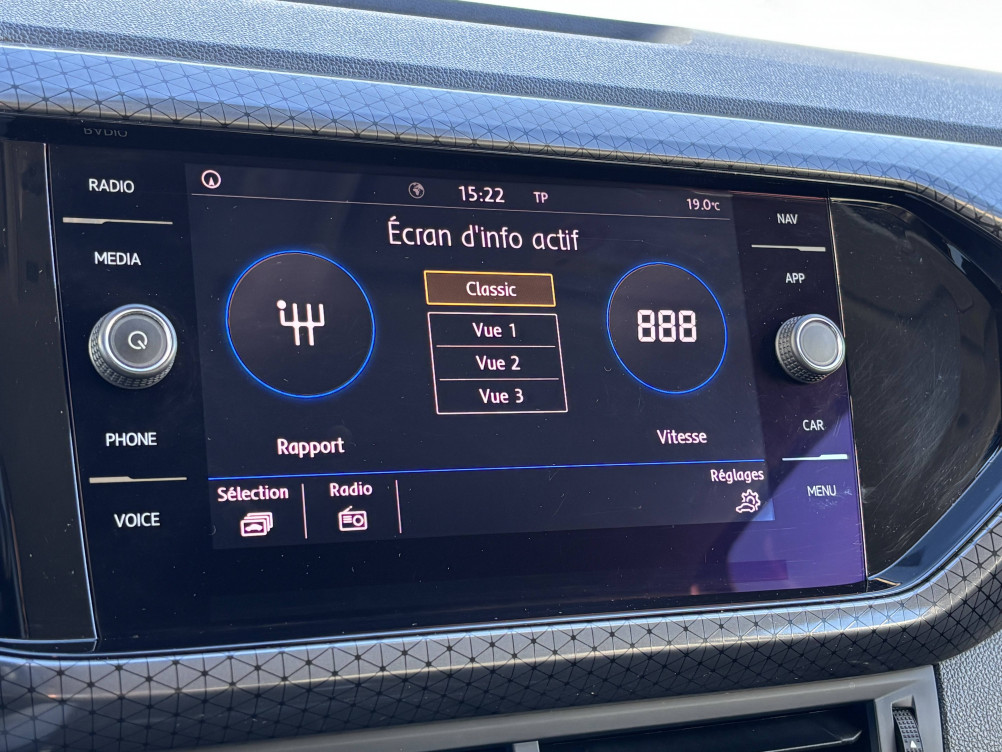 RADIO
MEDIA
PHONE
VOICE
15:22 TP 19.0°C
Écran d'info actif
Classic
Vue 1
Vue 2
Vue 3
888
Rapport
Vitesse
Sélection
Radio
Réglages
NAV
APP
CAR
MENU